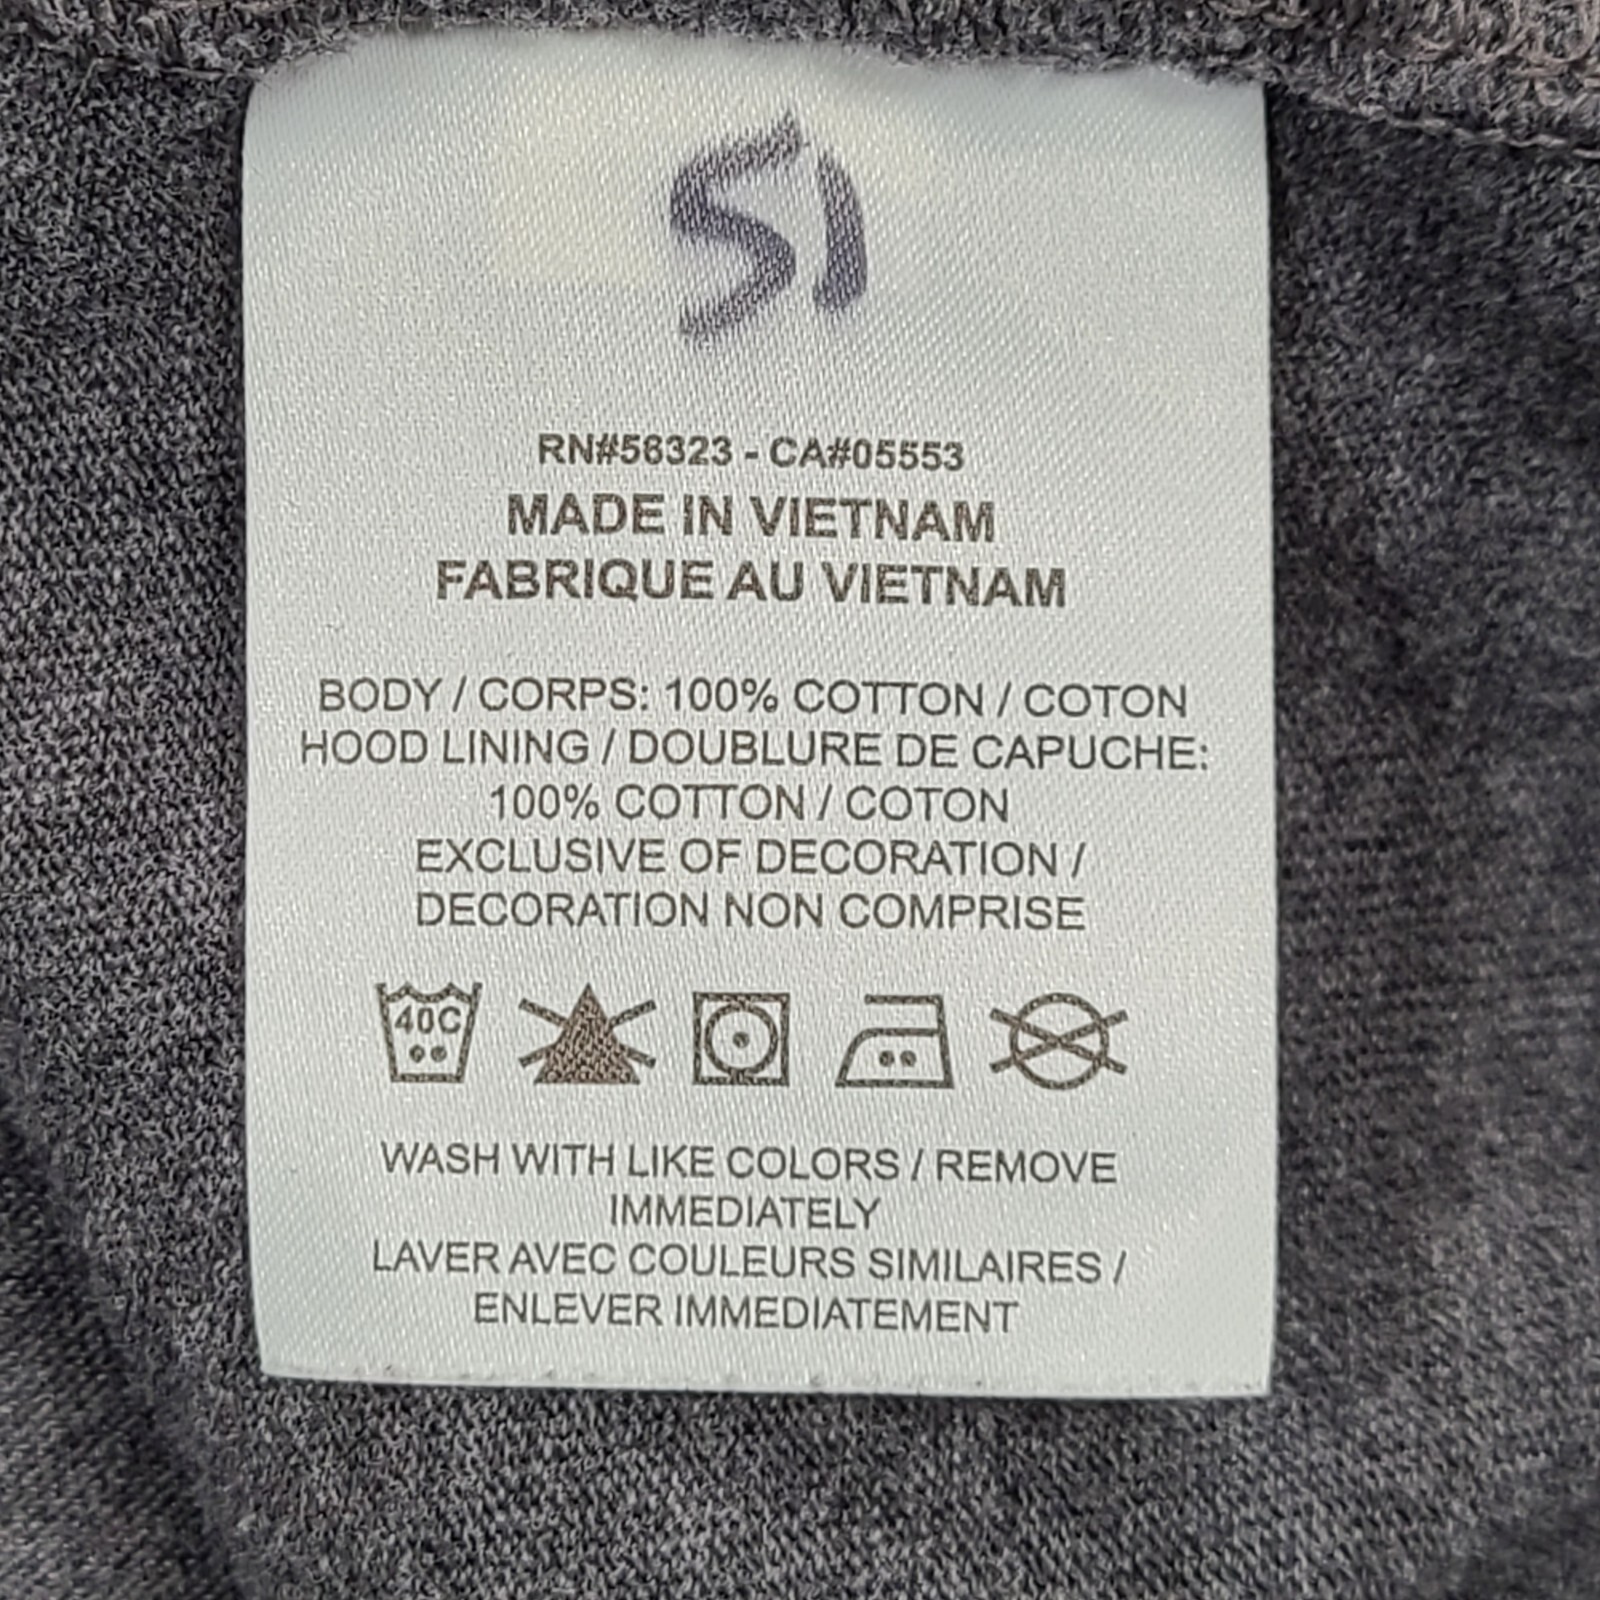 51
RN#56323 - CA#05553
MADE IN VIETNAM
FABRIQUE AU VIETNAM
BODY / CORPS: 100% COTTON / COTON
HOOD LINING / DOUBLURE DE CAPUCHE:
100% COTTON / COTON
EXCLUSIVE OF DECORATION /
DECORATION NON COMPRISE
40C
WASH WITH LIKE COLORS / REMOVE
IMMEDIATELY
LAVER AVEC COULEURS SIMILAIRES /
ENLEVER IMMEDIATEMENT